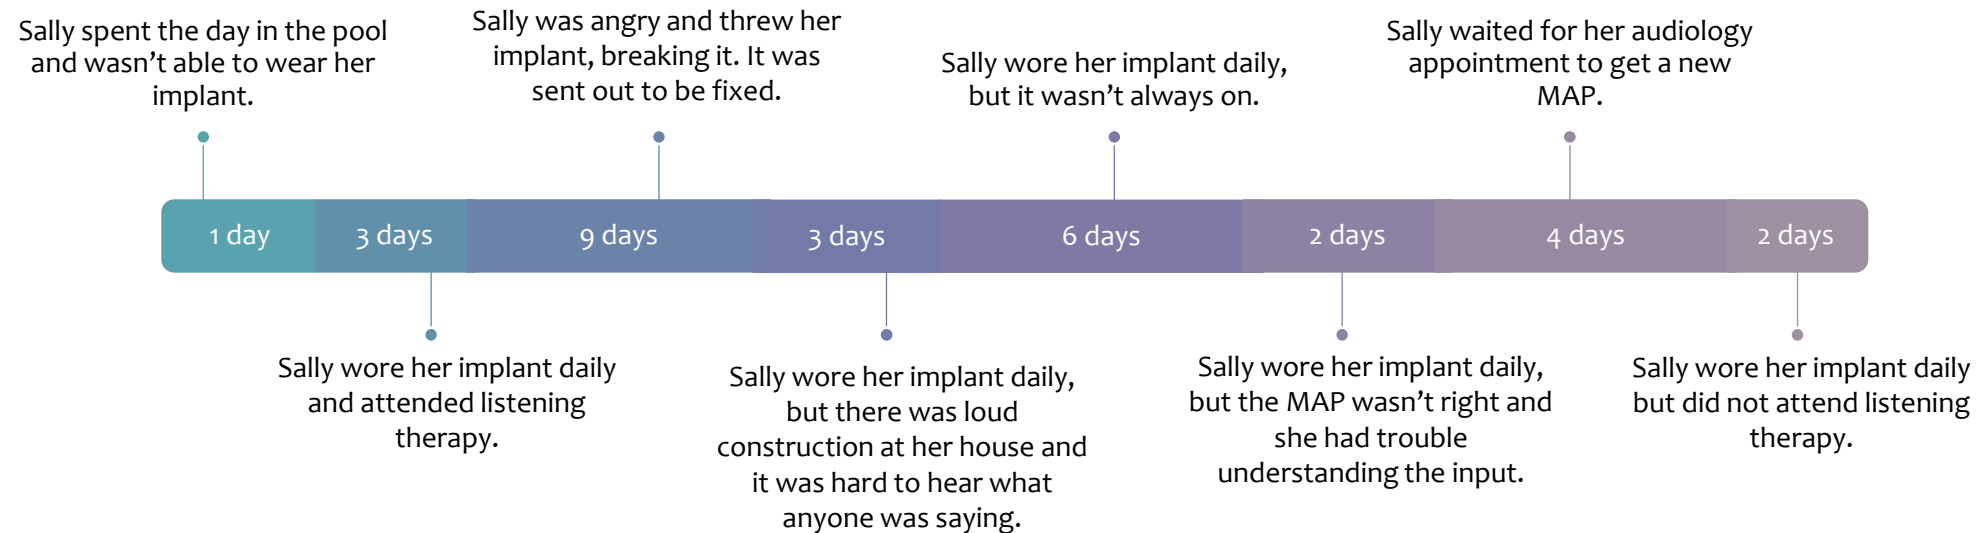 Sally spent the day in the pool
and wasn’t able to wear her
implant.
Sally was angry and threw her
implant, breaking it. It was
sent out to be fixed.
Sally wore her implant daily,
but it wasn’t always on.
Sally waited for her audiology
appointment to get a new
MAP.
1 day
3 days
9 days
3 days
6 days
2 days
4 days
2 days
Sally wore her implant daily
and attended listening
therapy.
Sally wore her implant daily,
but there was loud
construction at her house and
it was hard to hear what
anyone was saying.
Sally wore her implant daily,
but the MAP wasn’t right and
she had trouble
understanding the input.
Sally wore her implant daily
but did not attend listening
therapy.